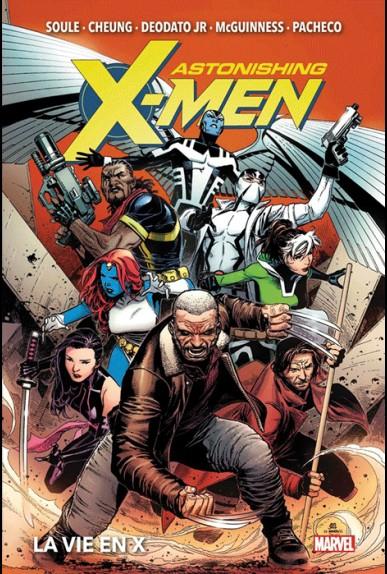 SOULE - CHEUNG - DEODATO JR - McGUINNESS - PACHECO
ASTONISHING
X-MEN
LA VIE EN X
MARVEL